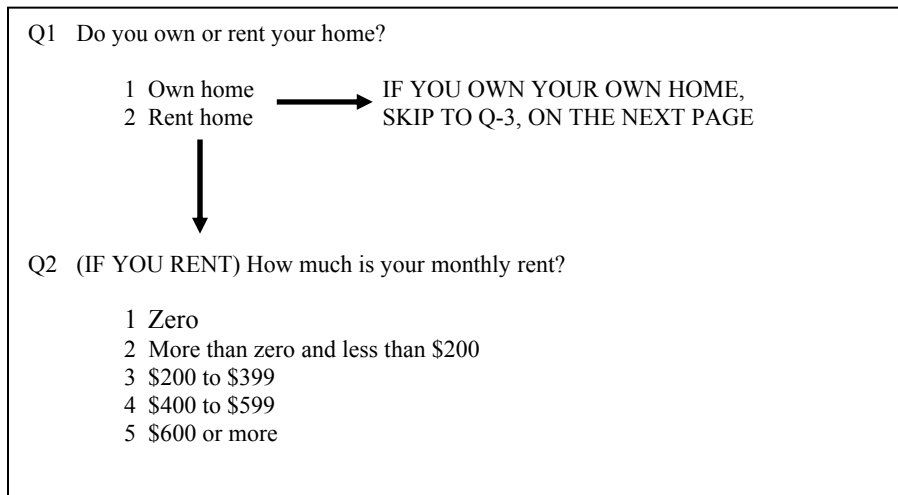 Q1 Do you own or rent your home?
1 Own home
2 Rent home
IF YOU OWN YOUR OWN HOME,
SKIP TO Q-3, ON THE NEXT PAGE
Q2 (IF YOU RENT) How much is your monthly rent?
1 Zero
2 More than zero and less than $200
3 $200 to $399
4 $400 to $599
5 $600 or more